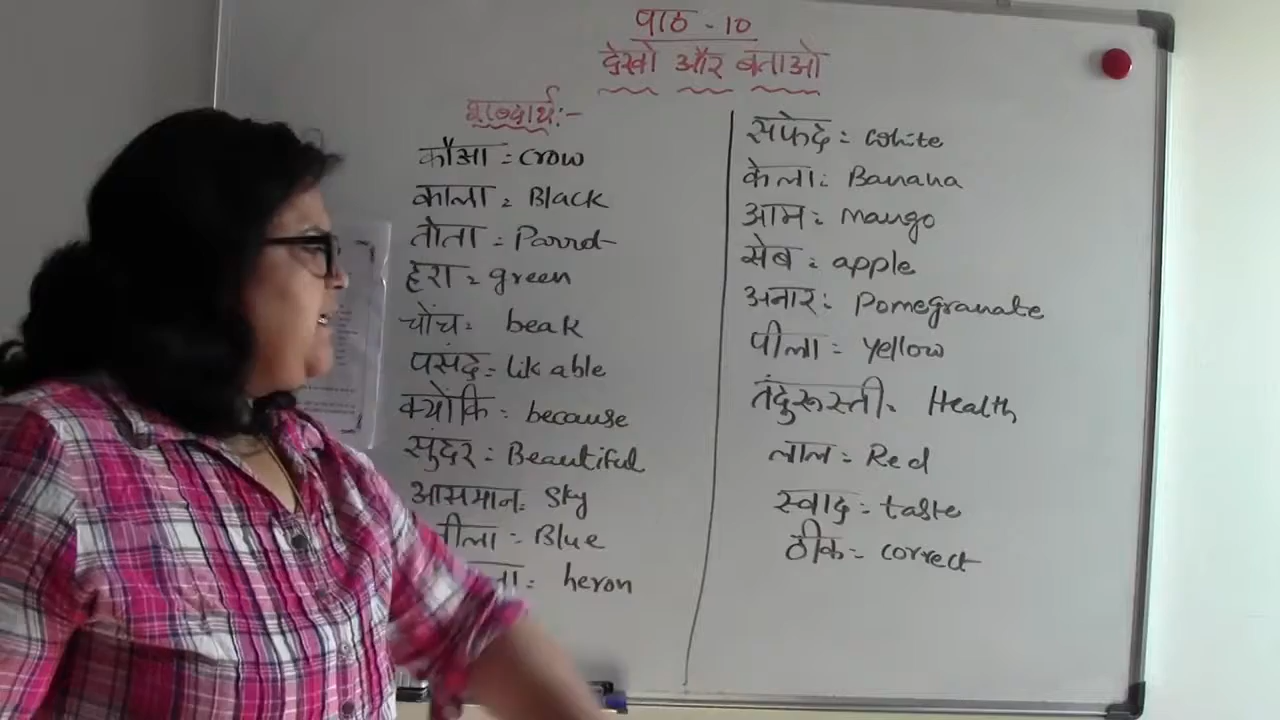 पाठ - 10
देखो और बताओ
शब्दार्थ:-
कौआ = Crow
काला = Black
तोता = Parrot
हरा = green
चोंच = beak
पसंद = likable
क्योंकि = because
सुंदर = Beautiful
आसमान = Sky
नीला = Blue
= heron
सफेद = White
केला = Banana
आम = mango
सेब = apple
अनार = Pomegranate
पीला = yellow
तंदुरूस्ती = Health
लाल = Red
स्वाद = taste
ठीक = correct